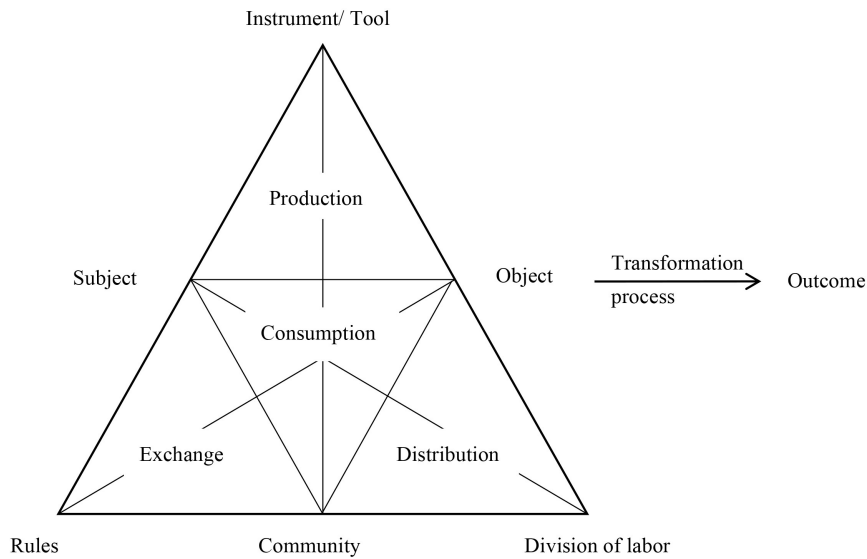 Instrument/ Tool
Production
Subject
Object
Transformation
process
Outcome
Consumption
Exchange
Distribution
Rules
Community
Division of labor